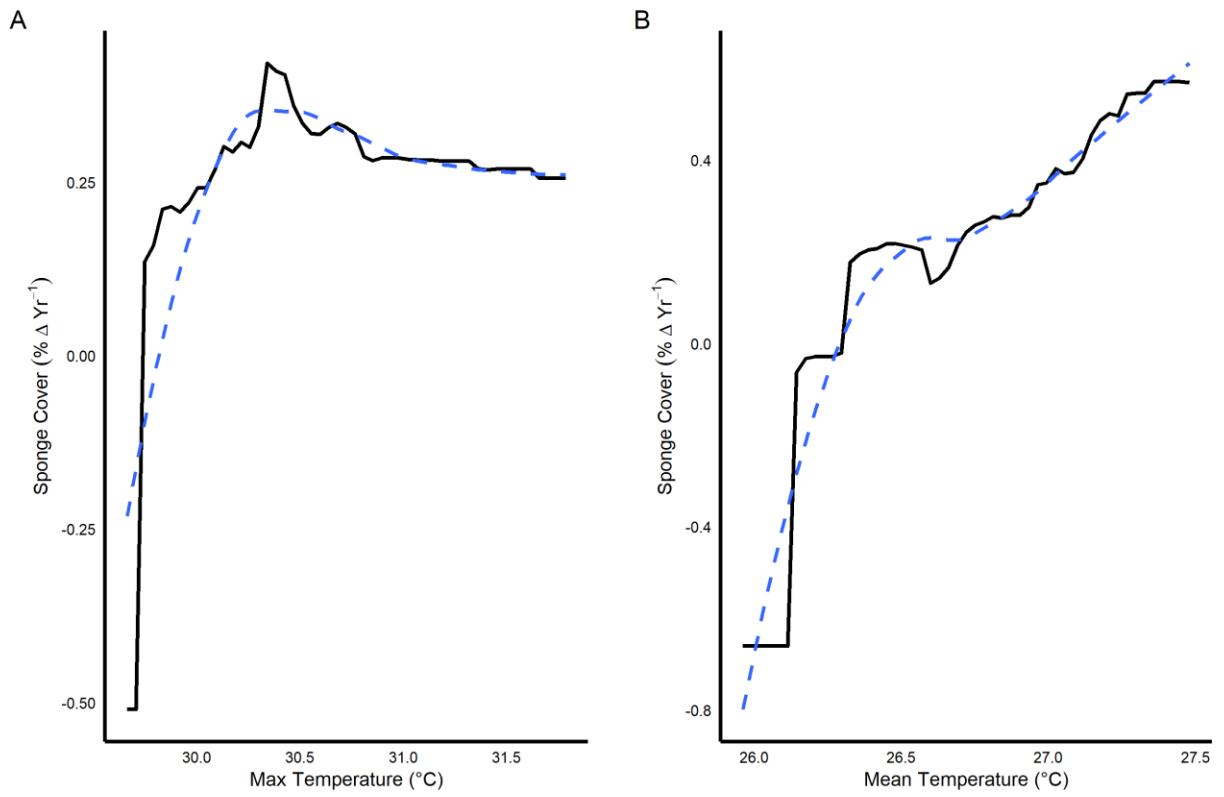 A
Sponge Cover (% Δ Yr⁻¹)
0.25
0.00
-0.25
-0.50
30.0 30.5 31.0 31.5
Max Temperature (°C)
B
Sponge Cover (% Δ Yr⁻¹)
0.4
0.0
-0.4
-0.8
26.0 26.5 27.0 27.5
Mean Temperature (°C)